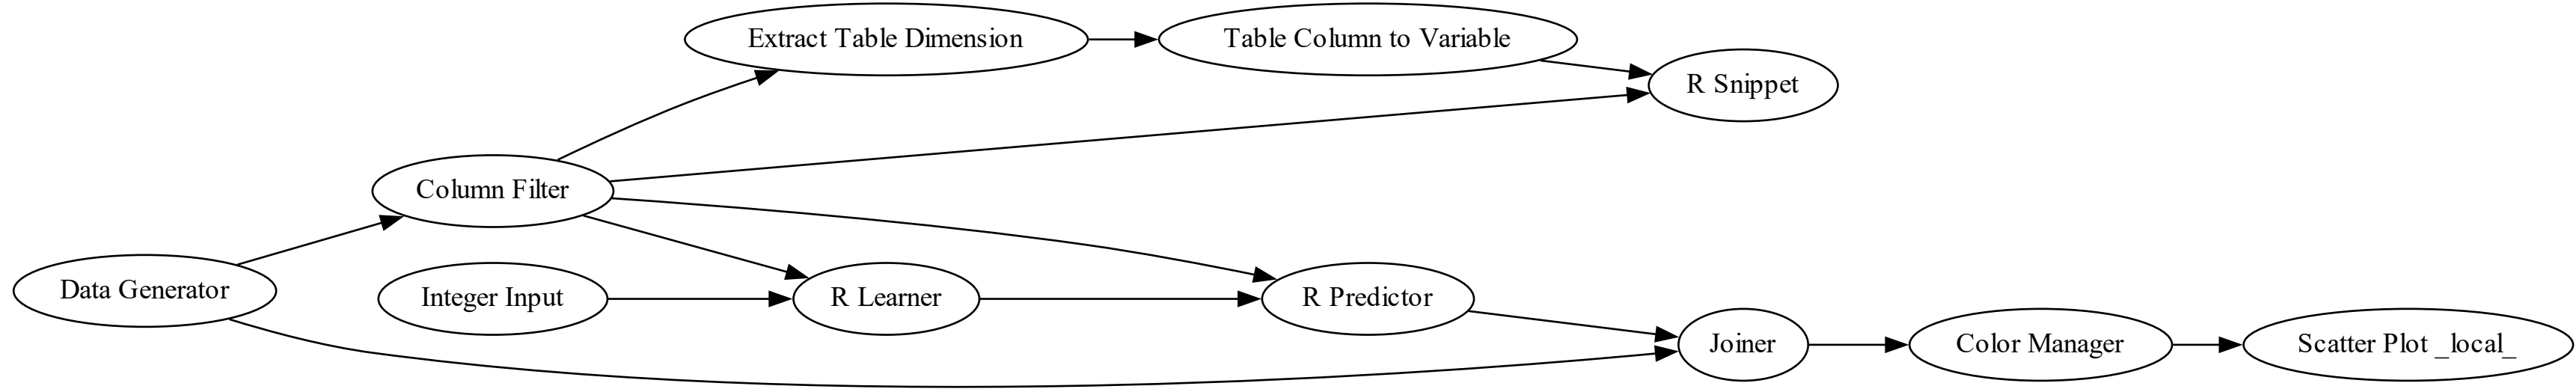 Extract Table Dimension
Table Column to Variable
R Snippet
Column Filter
Data Generator
Integer Input
R Learner
R Predictor
Joiner
Color Manager
Scatter Plot _local_